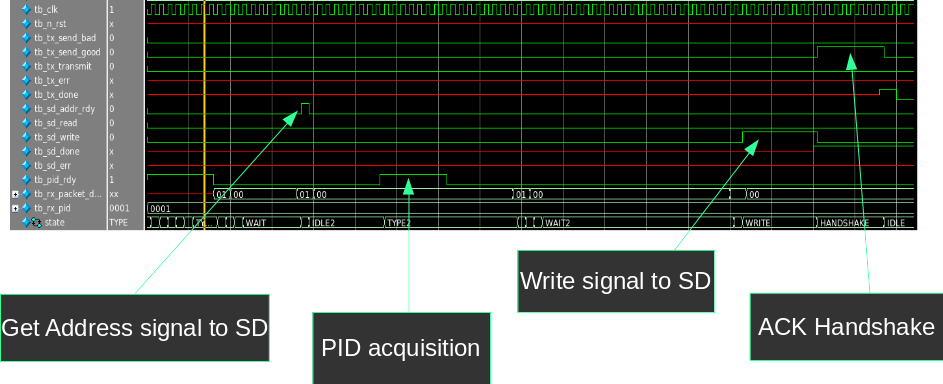 tb_clk 1
tb_n_rst x
tb_tx_send_bad 0
tb_tx_send_good 0
tb_tx_transmit 0
tb_tx_err x
tb_tx_done x
tb_sd_addr_rdy 0
tb_sd_read 0
tb_sd_write 0
tb_sd_done x
tb_sd_err x
tb_pid_rdy 1
tb_rx_packet_d... xx 01 00 01 00 01 00 00
tb_rx_pid 0001 0001
state TYPE WAIT IDLE2 TYPE2 WAIT2 WRITE HANDSHAKE IDLE
Get Address signal to SD
PID acquisition
Write signal to SD
ACK Handshake